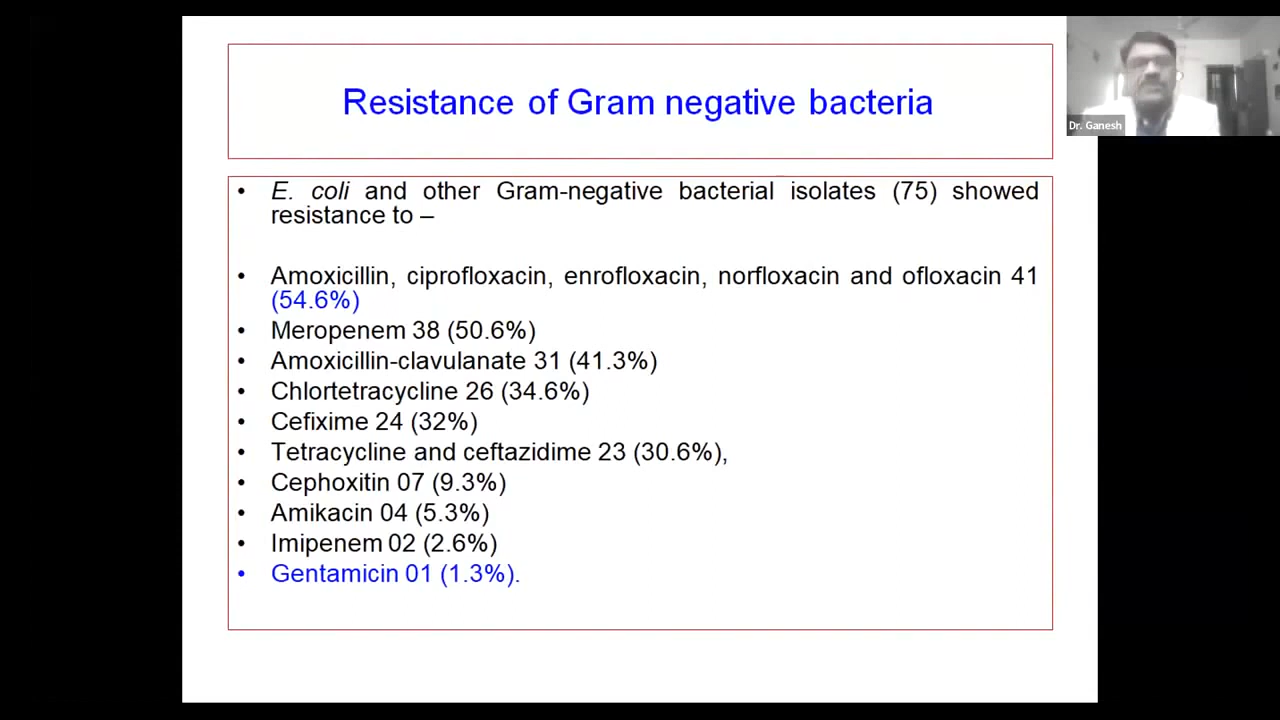 Resistance of Gram negative bacteria
Dr. Ganesh
• E. coli and other Gram-negative bacterial isolates (75) showed
resistance to –
• Amoxicillin, ciprofloxacin, enrofloxacin, norfloxacin and ofloxacin 41
(54.6%)
• Meropenem 38 (50.6%)
• Amoxicillin-clavulanate 31 (41.3%)
• Chlortetracycline 26 (34.6%)
• Cefixime 24 (32%)
• Tetracycline and ceftazidime 23 (30.6%),
• Cephoxitin 07 (9.3%)
• Amikacin 04 (5.3%)
• Imipenem 02 (2.6%)
• Gentamicin 01 (1.3%).